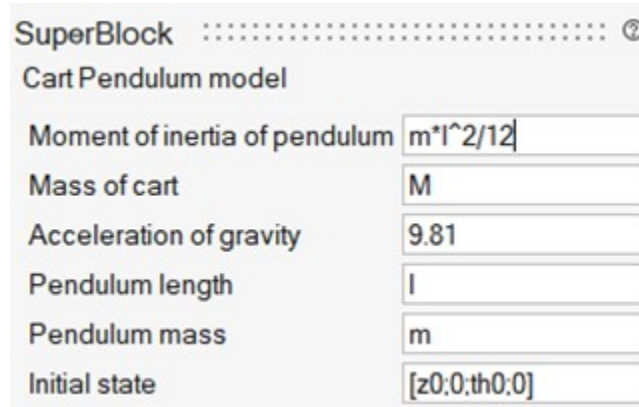 SuperBlock
Cart Pendulum model
Moment of inertia of pendulum m*l^2/12
Mass of cart M
Acceleration of gravity 9.81
Pendulum length l
Pendulum mass m
Initial state [z0;0;th0;0]